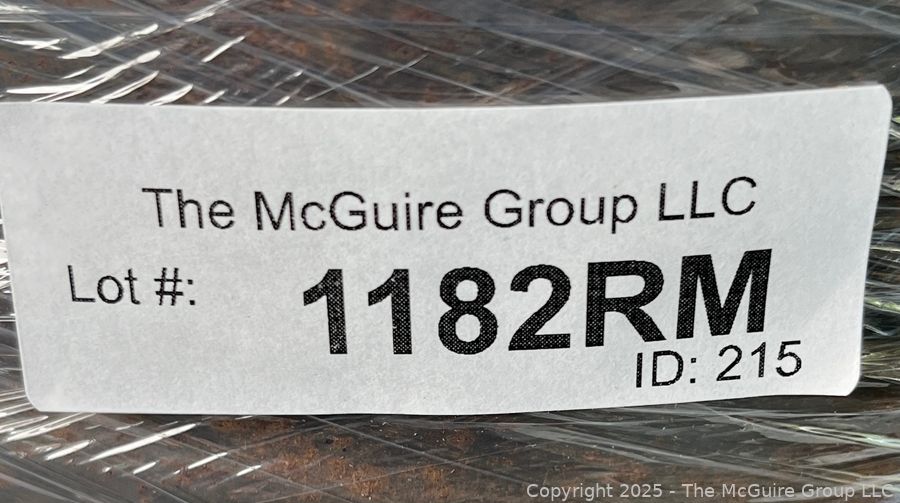 The McGuire Group LLC
Lot #: 1182RM
ID: 215
Copyright 2025 - The McGuire Group LLC